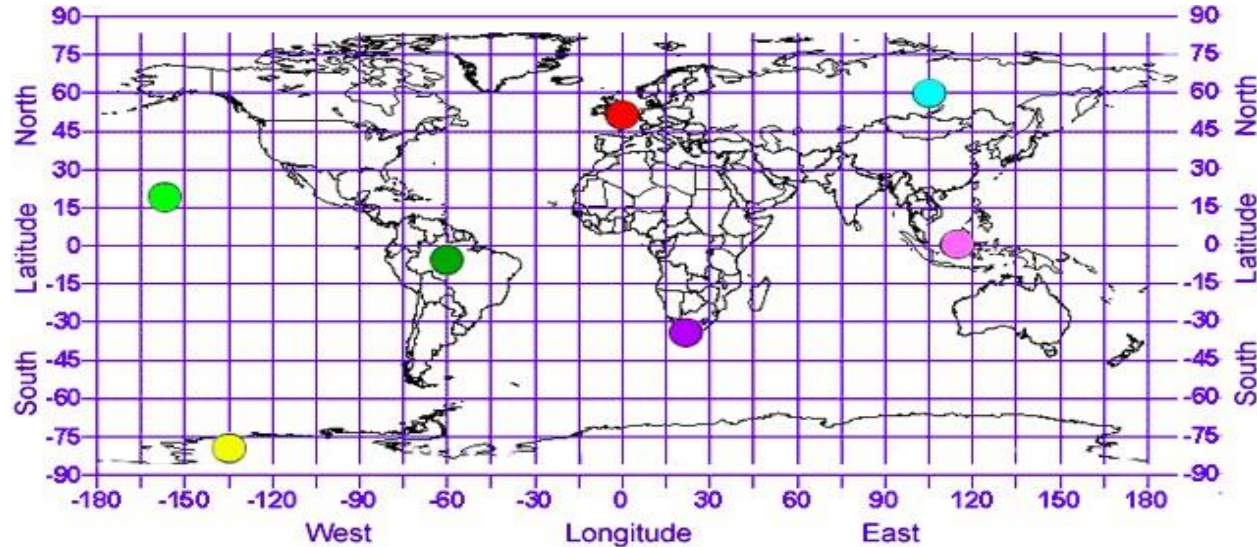 90 90
75 75
60 60
45 45
30 30
15 15
0 0
-15 -15
-30 -30
-45 -45
-60 -60
-75 -75
-90 -90
North
Latitude
South
North
Latitude
South
-180 -150 -120 -90 -60 -30 0 30 60 90 120 150 180
West Longitude East